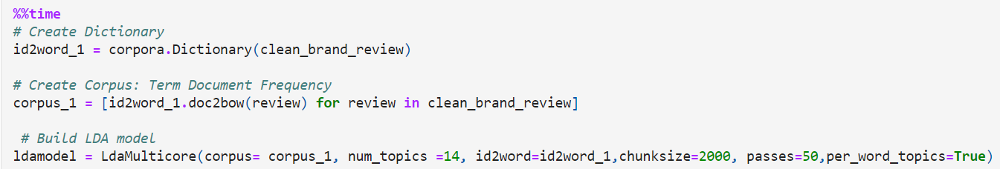 %%time
# Create Dictionary
id2word_1 = corpora.Dictionary(clean_brand_review)
# Create Corpus: Term Document Frequency
corpus_1 = [id2word_1.doc2bow(review) for review in clean_brand_review]
# Build LDA model
ldamodel = LdaMulticore(corpus= corpus_1, num_topics =14, id2word=id2word_1,chunksize=2000, passes=50,per_word_topics=True)